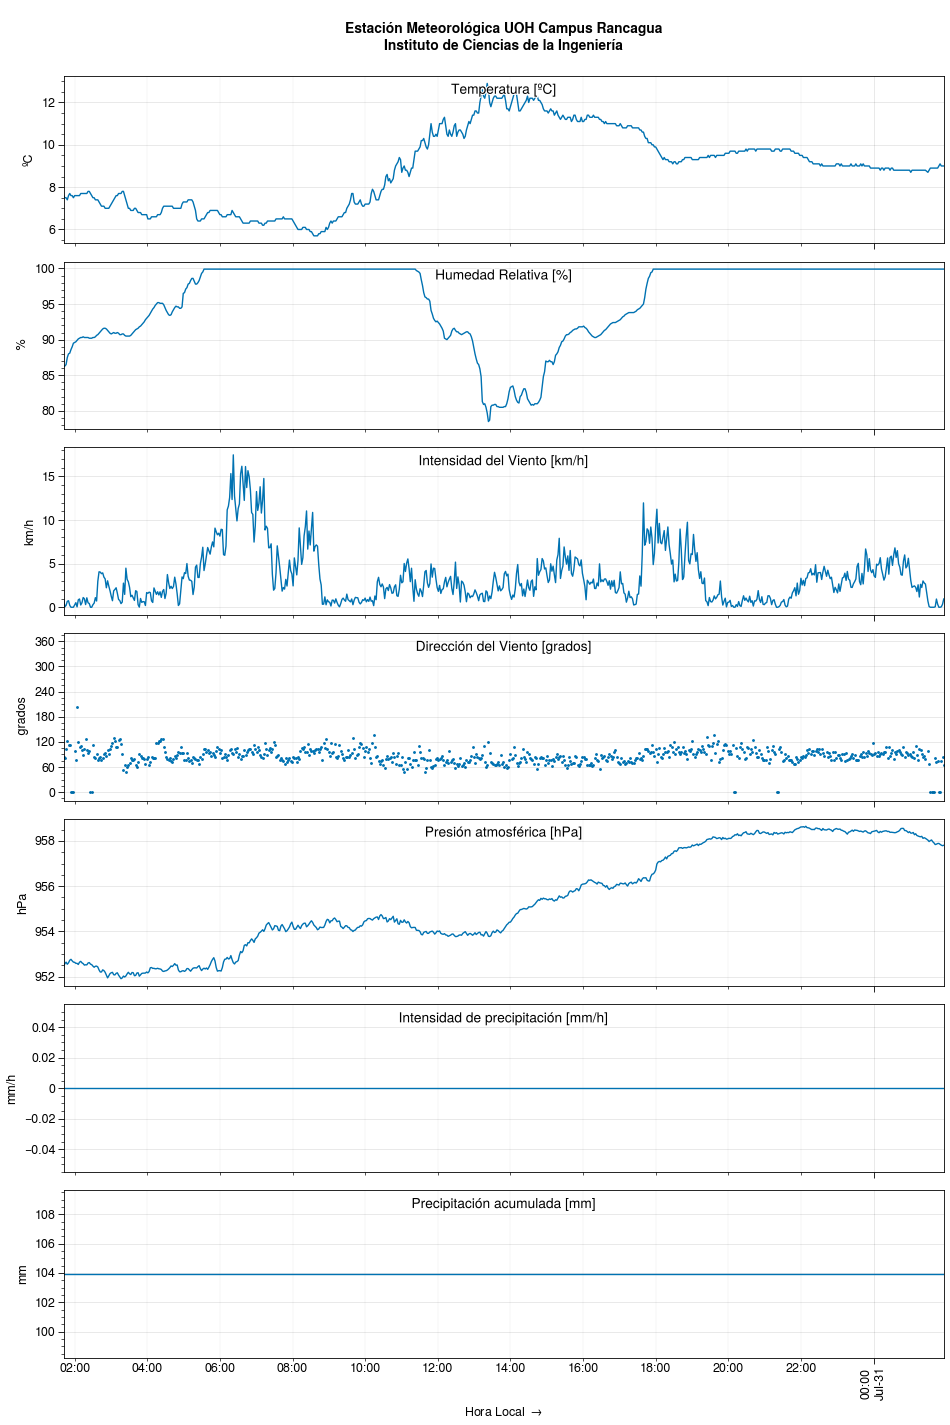 Estación Meteorológica UOH Campus Rancagua
Instituto de Ciencias de la Ingeniería
Temperatura [ºC]
12
10
8
6
ºC
Humedad Relativa [%]
100
95
90
85
80
%
Intensidad del Viento [km/h]
15
10
5
0
km/h
Dirección del Viento [grados]
360
300
240
180
120
60
0
grados
Presión atmosférica [hPa]
958
956
954
952
hPa
Intensidad de precipitación [mm/h]
0.04
0.02
0
−0.02
−0.04
mm/h
Precipitación acumulada [mm]
108
106
104
102
100
mm
02:00 04:00 06:00 08:00 10:00 12:00 14:00 16:00 18:00 20:00 22:00 00:00
Jul-31
Hora Local →